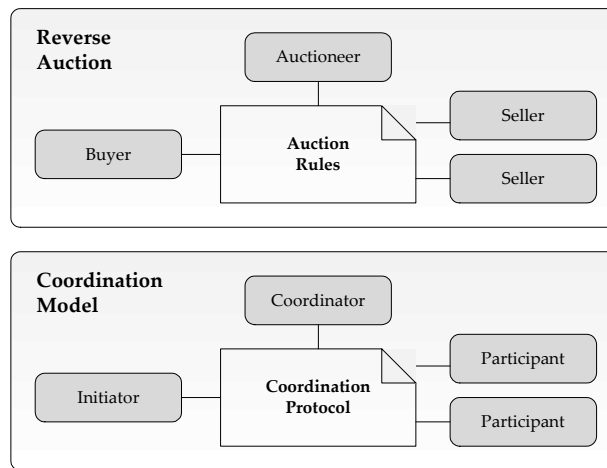 Reverse
Auction
Auctioneer
Buyer
Auction
Rules
Seller
Seller
Coordination
Model
Coordinator
Initiator
Coordination
Protocol
Participant
Participant